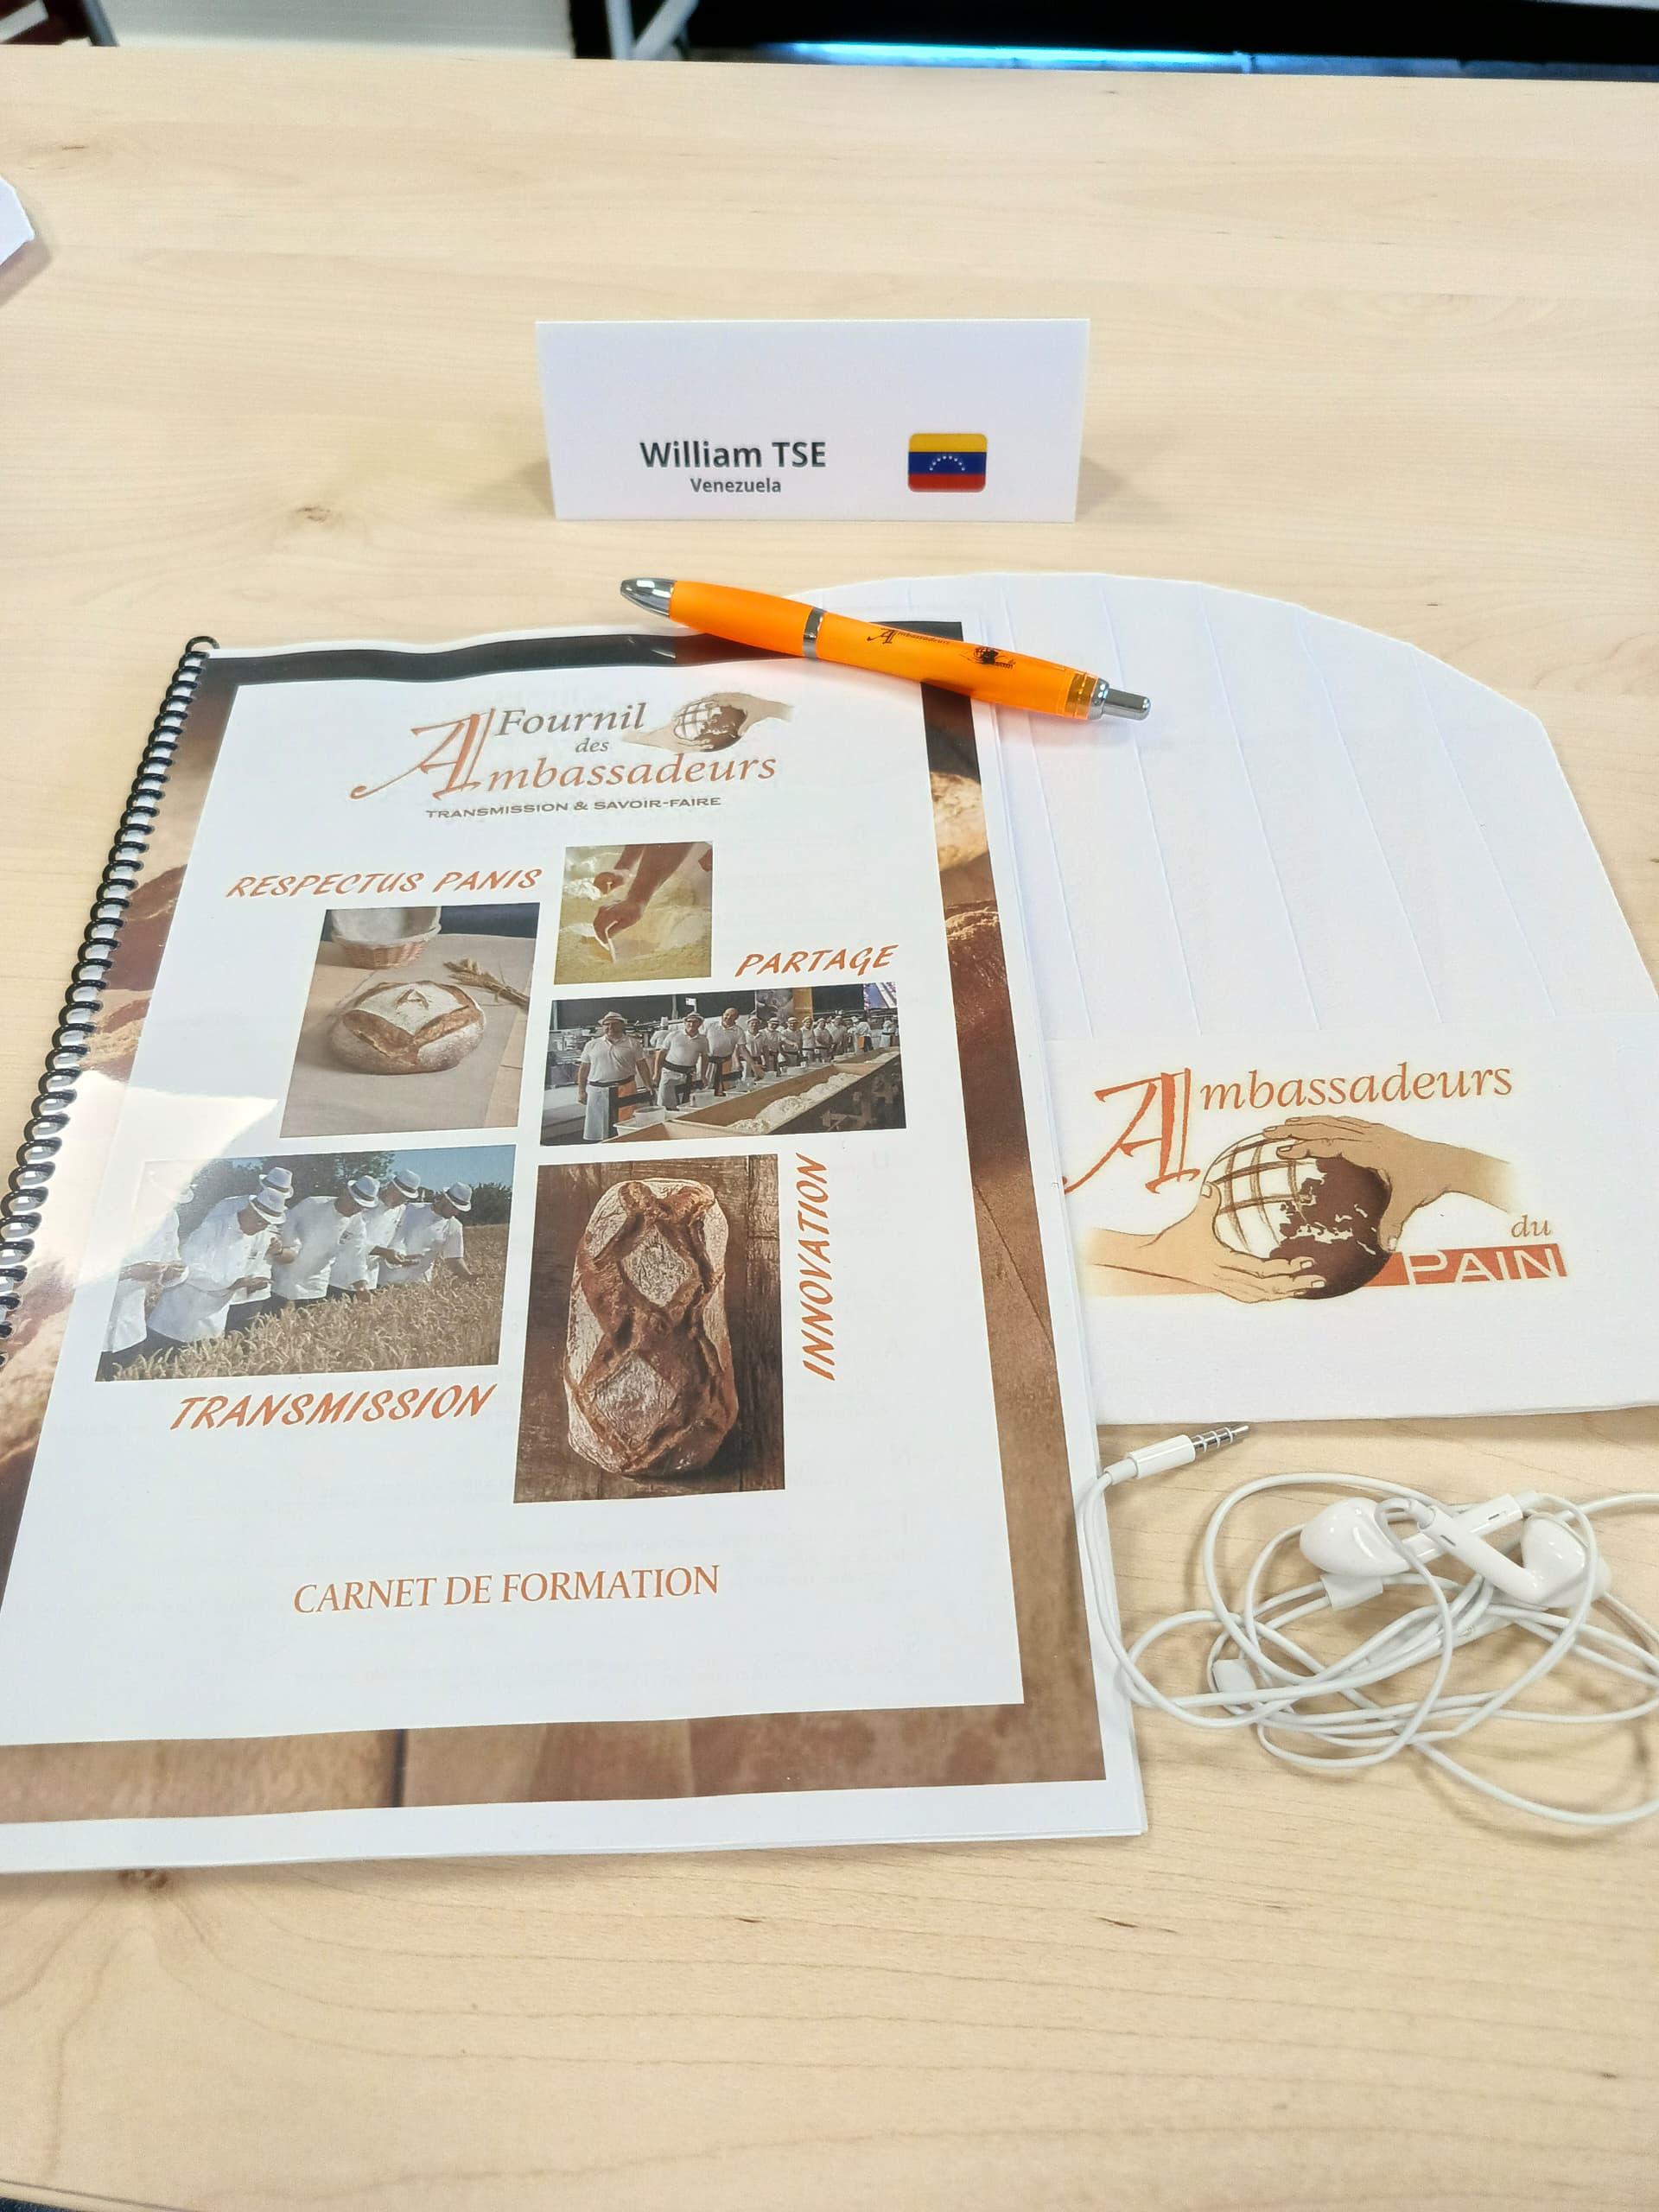 William TSE
Venezuela
Ambassadeurs
Fournil
des
Ambassadeurs
TRANSMISSION & SAVOIR-FAIRE
RESPECTUS PANIS
PARTAGE
INNOVATION
TRANSMISSION
CARNET DE FORMATION
Ambassadeurs
du
PAIN